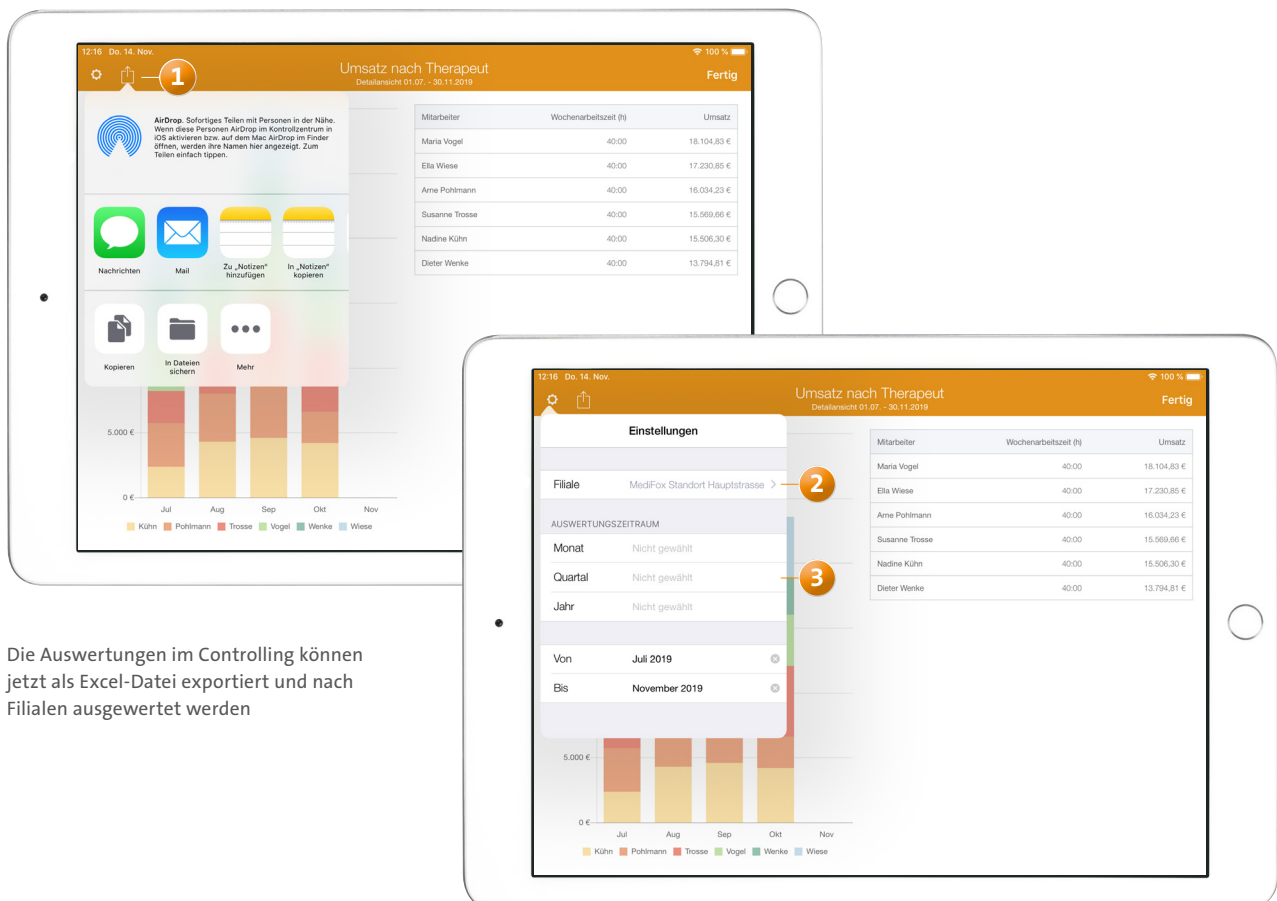 12:16 Do. 14. Nov.
100 %
1
Umsatz nach Therapeut
Detailansicht 01.07. - 30.11.2019
Fertig
AirDrop. Sofortiges Teilen mit Personen in der Nähe.
Wenn diese Personen AirDrop im Kontrollzentrum in
iOS aktivieren bzw. auf dem Mac AirDrop im Finder
öffnen, werden ihre Namen hier angezeigt. Zum
Teilen einfach tippen.
Nachrichten
Mail
Zu „Notizen“
hinzufügen
In „Notizen“
kopieren
Kopieren
In Dateien
sichern
Mehr
Mitarbeiter Wochenarbeitszeit (h) Umsatz
Maria Vogel 40:00 18.104,83 €
Ella Wiese 40:00 17.230,85 €
Arne Pohlmann 40:00 16.034,23 €
Susanne Trosse 40:00 15.569,66 €
Nadine Kühn 40:00 15.506,30 €
Dieter Wenke 40:00 13.794,81 €
5.000 €
0 €
Jul Aug Sep Okt Nov
Kühn Pohlmann Trosse Vogel Wenke Wiese
12:16 Do. 14. Nov.
100 %
Umsatz nach Therapeut
Detailansicht 01.07. - 30.11.2019
Fertig
Einstellungen
Filiale MediFox Standort Hauptstrasse
2
AUSWERTUNGSZEITRAUM
Monat Nicht gewählt
Quartal Nicht gewählt
3
Jahr Nicht gewählt
Von Juli 2019
Bis November 2019
Mitarbeiter Wochenarbeitszeit (h) Umsatz
Maria Vogel 40:00 18.104,83 €
Ella Wiese 40:00 17.230,85 €
Arne Pohlmann 40:00 16.034,23 €
Susanne Trosse 40:00 15.569,66 €
Nadine Kühn 40:00 15.506,30 €
Dieter Wenke 40:00 13.794,81 €
5.000 €
0 €
Jul Aug Sep Okt Nov
Kühn Pohlmann Trosse Vogel Wenke Wiese
Die Auswertungen im Controlling können
jetzt als Excel-Datei exportiert und nach
Filialen ausgewertet werden